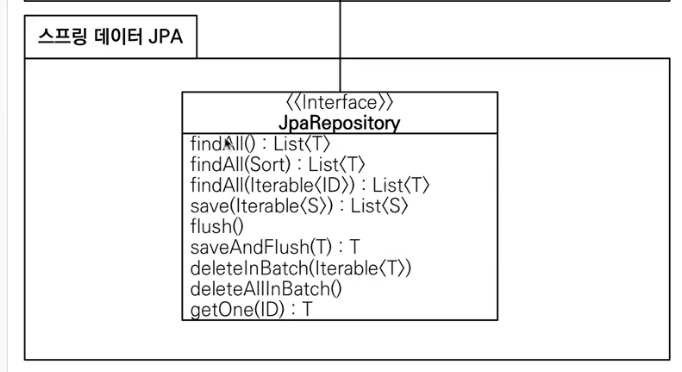 스프링 데이터 JPA
《Interface》
JpaRepository
findAll() : List〈T〉
findAll(Sort) : List〈T〉
findAll(Iterable〈ID〉) : List〈T〉
save(Iterable〈S〉) : List〈S〉
flush()
saveAndFlush(T) : T
deleteInBatch(Iterable〈T〉)
deleteAllInBatch()
getOne(ID) : T